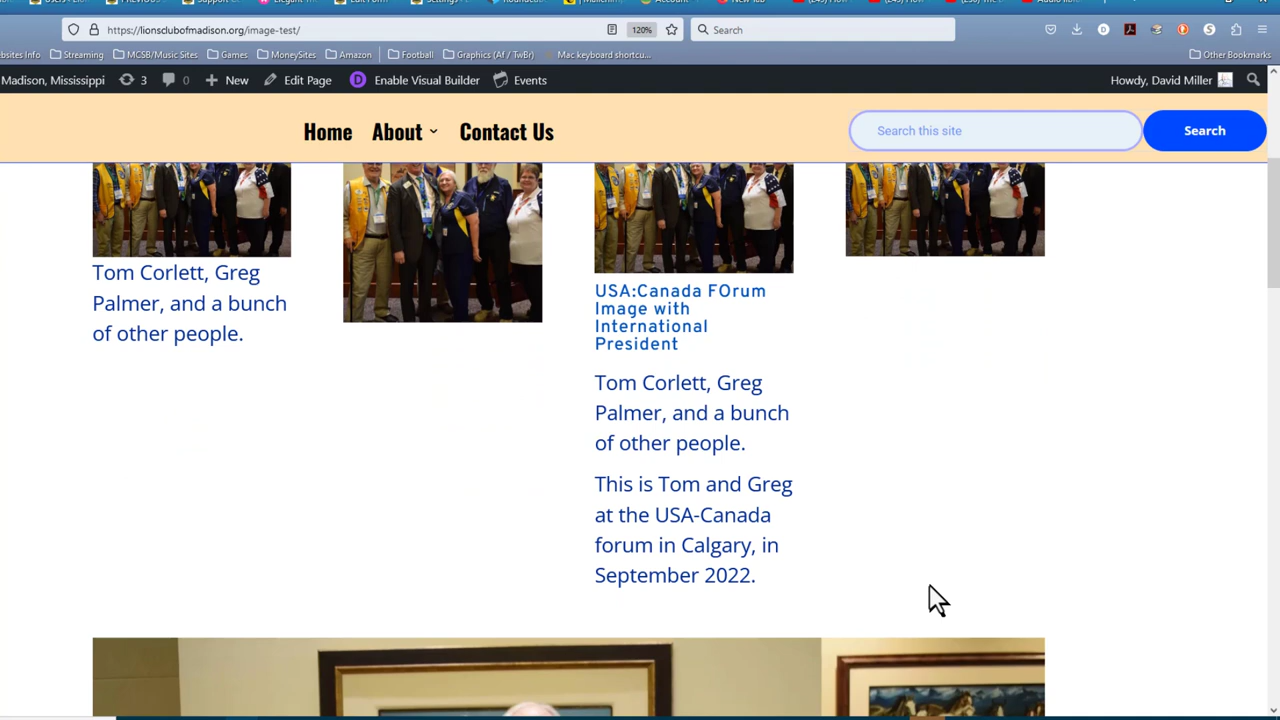 https://lionsclubofmadison.org/image-test/
120%
Search
ebsites Info
Streaming
MCSB/Music Sites
Games
MoneySites
Amazon
Football
Graphics (Af / TwBr)
Mac keyboard shortcu...
Other Bookmarks
Madison, Mississippi
3
0
New
Edit Page
D
Enable Visual Builder
Events
Howdy, David Miller
Home
About
Contact Us
Search this site
Search
Tom Corlett, Greg
Palmer, and a bunch
of other people.
USA:Canada FOrum
Image with
International
President
Tom Corlett, Greg
Palmer, and a bunch
of other people.
This is Tom and Greg
at the USA-Canada
forum in Calgary, in
September 2022.